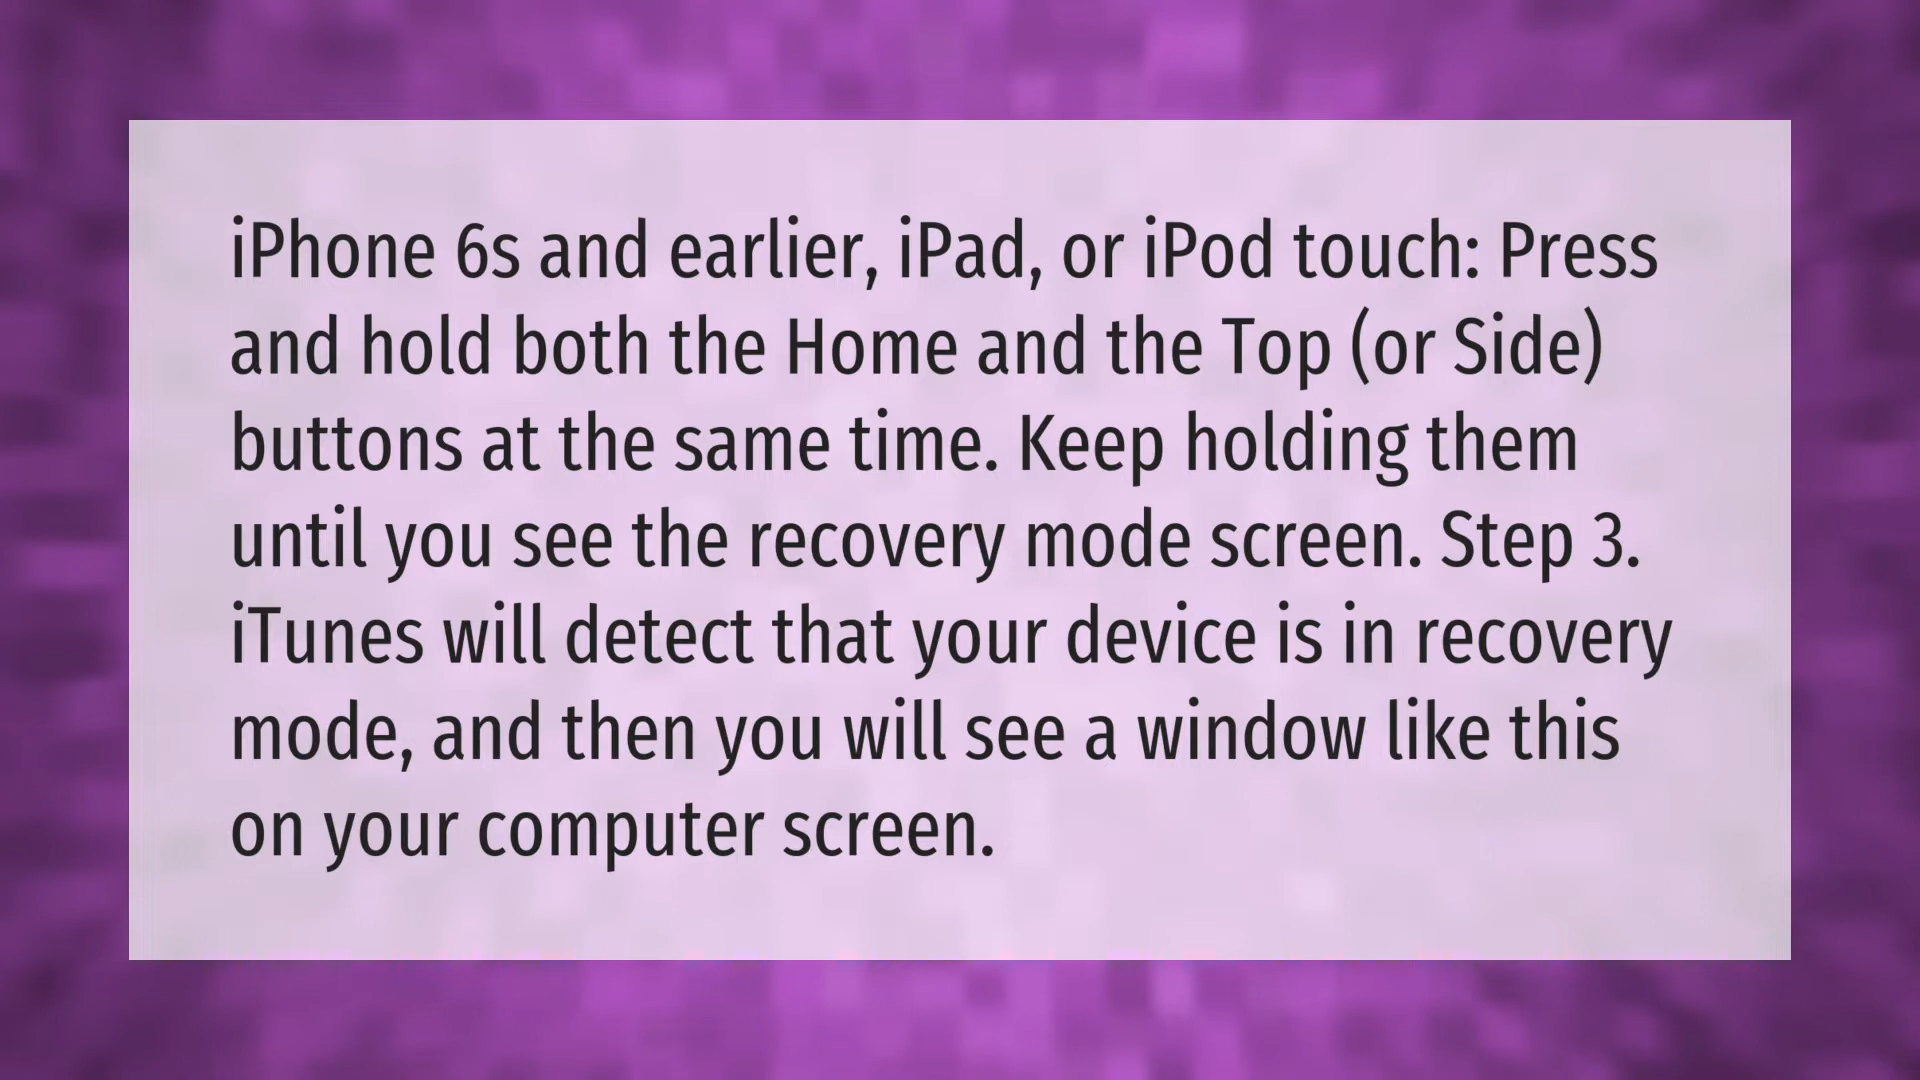 iPhone 6s and earlier, iPad, or iPod touch: Press
and hold both the Home and the Top (or Side)
buttons at the same time. Keep holding them
until you see the recovery mode screen. Step 3.
iTunes will detect that your device is in recovery
mode, and then you will see a window like this
on your computer screen.